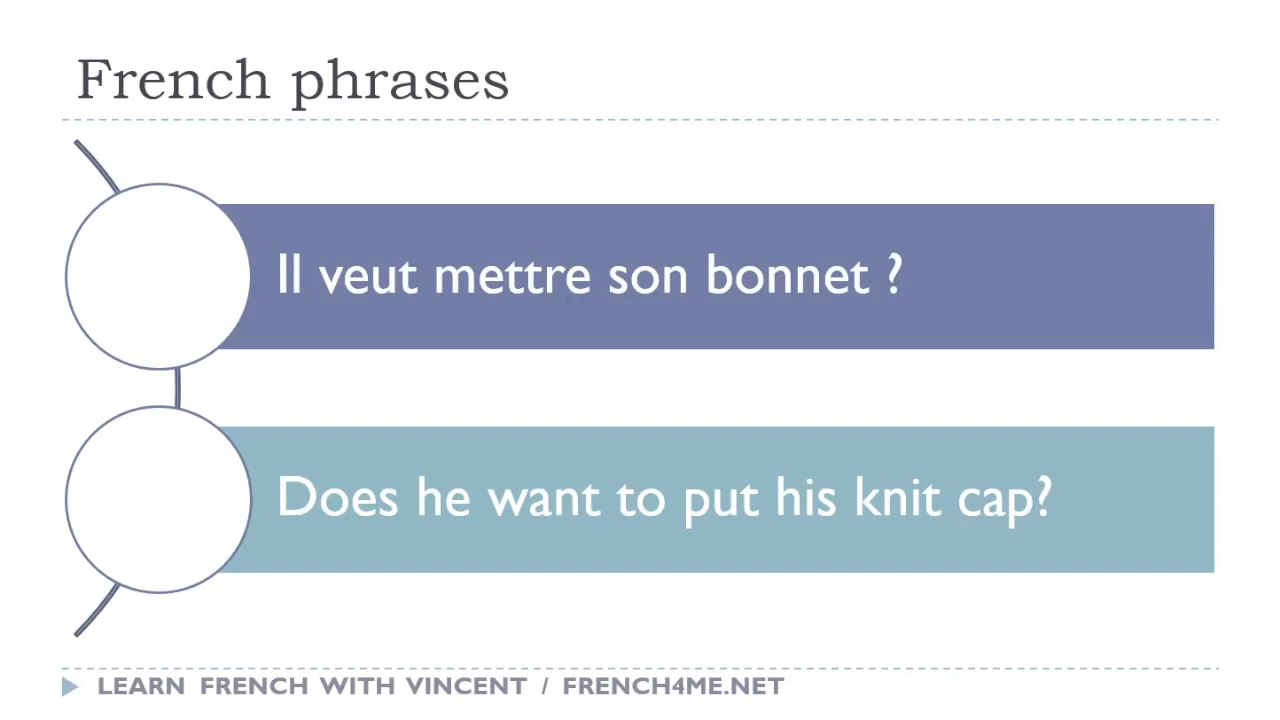 French phrases
Il veut mettre son bonnet ?
Does he want to put his knit cap?
LEARN FRENCH WITH VINCENT / FRENCH4ME.NET